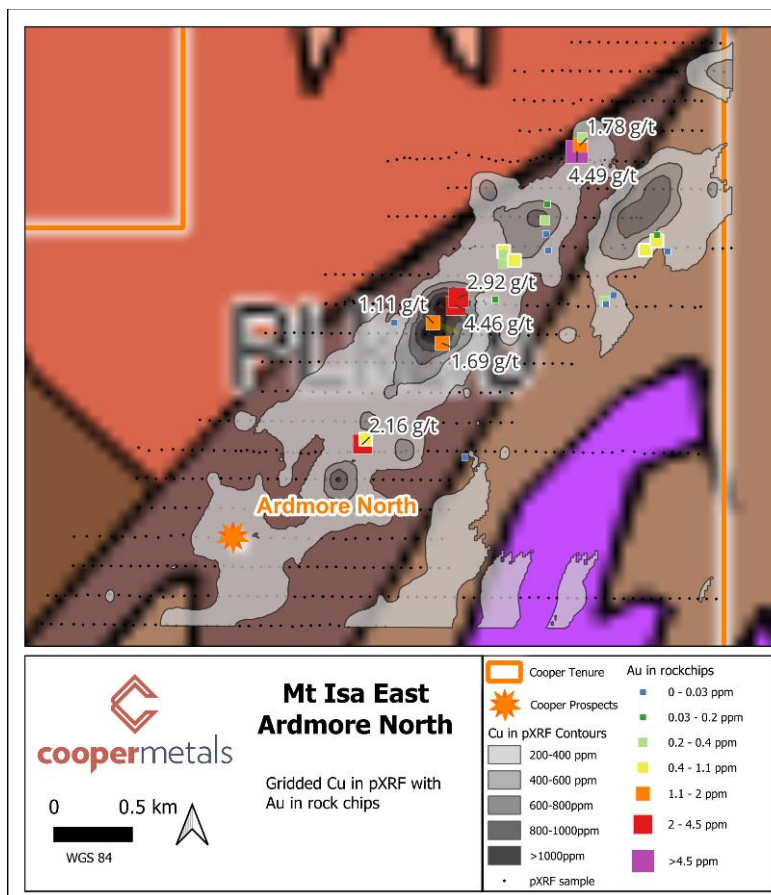 1.78 g/t
4.49 g/t
2.92 g/t
1.11 g/t
4.46 g/t
1.69 g/t
2.16 g/t
Ardmore North
coopermetals
0 0.5 km
WGS 84
Mt Isa East
Ardmore North
Gridded Cu in pXRF with
Au in rock chips
Cooper Tenure
Cooper Prospects
Cu in pXRF Contours
200-400 ppm
400-600 ppm
600-800ppm
800-1000ppm
>1000ppm
pXRF sample
Au in rockchips
0 - 0.03 ppm
0.03 - 0.2 ppm
0.2 - 0.4 ppm
0.4 - 1.1 ppm
1.1 - 2 ppm
2 - 4.5 ppm
>4.5 ppm